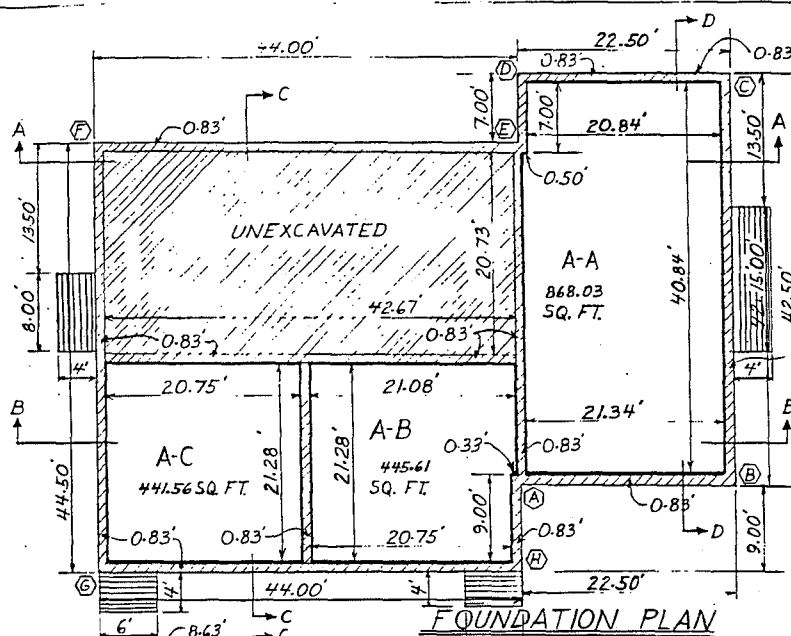 44.00'
22.50'
D
0.83'
0.83'
D
C
7.00'
7.00'
C
A
F
0.83'
E
20.84'
13.50'
A
0.50'
13.50'
UNEXCAVATED
20.73'
A-A
868.03
SQ. FT.
40.84'
15.00'
42.50'
42.67'
8.00'
0.83'
0.83'
4'
4'
20.75'
21.08'
21.34'
B
B
A-C
441.56 SQ. FT.
21.28'
21.28'
A-B
445.61
SQ. FT.
0.33'
0.83'
44.50'
9.00'
A
B
0.83'
0.83'
0.83'
20.75'
0.83'
D
9.00'
H
G
4'
44.00'
4'
22.50'
C
6'
8.63'
FOUNDATION PLAN